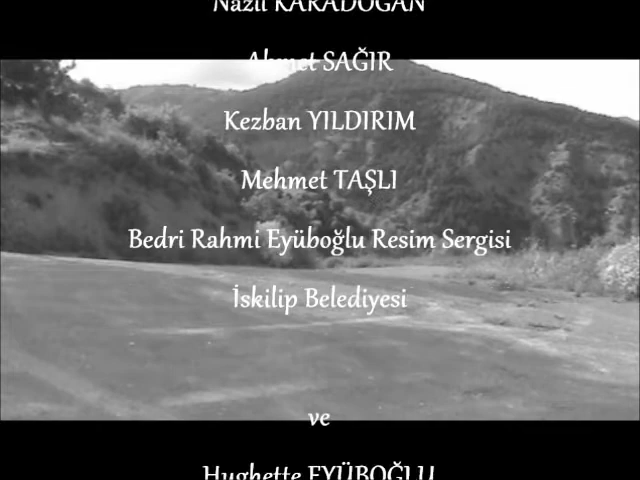 Nazlı KARADOĞAN
Ahmet SAĞIR
Kezban YILDIRIM
Mehmet TAŞLI
Bedri Rahmi Eyüboğlu Resim Sergisi
İskilip Belediyesi
ve
Hughette EYÜBOĞLU